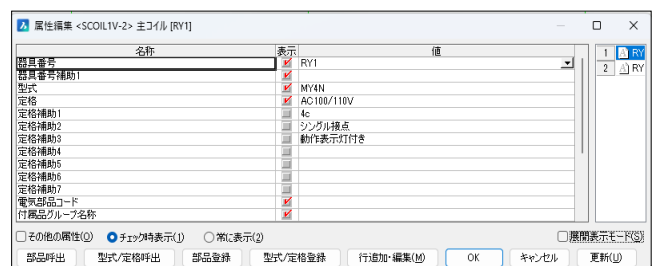 属性編集 <SCOIL1V-2> 主コイル [RY1]
名称 表示 値
器具番号 RY1
器具番号補助1
型式 MY4N
定格 AC100/110V
定格補助1 4c
定格補助2 シングル接点
定格補助3 動作表示灯付き
定格補助4
定格補助5
定格補助6
定格補助7
電気部品コード
付属品グループ名称
1 RY
2 RY
その他の属性(O) チェック時表示(1) 常に表示(2) 展開表示モード(S)
部品呼出 型式/定格呼出 部品登録 型式/定格登録 行追加・編集(M) OK キャンセル 更新(U)